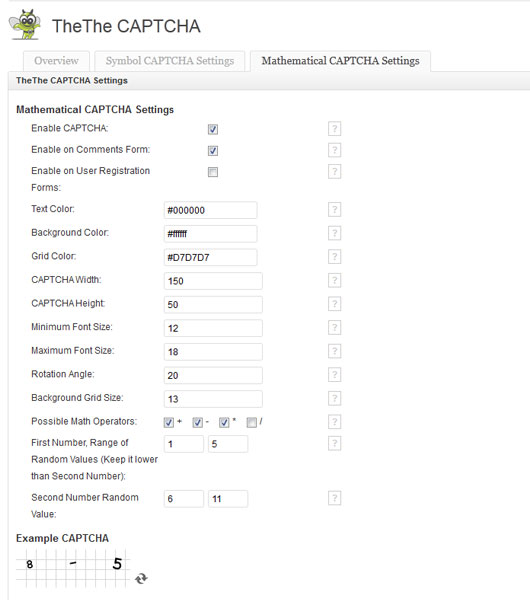 TheThe CAPTCHA
Overview
Symbol CAPTCHA Settings
Mathematical CAPTCHA Settings
TheThe CAPTCHA Settings
Mathematical CAPTCHA Settings
Enable CAPTCHA: ?
Enable on Comments Form: ?
Enable on User Registration ?
Forms:
Text Color: #000000 ?
Background Color: #ffffff ?
Grid Color: #D7D7D7 ?
CAPTCHA Width: 150 ?
CAPTCHA Height: 50 ?
Minimum Font Size: 12 ?
Maximum Font Size: 18 ?
Rotation Angle: 20 ?
Background Grid Size: 13 ?
Possible Math Operators: + - * / ?
First Number, Range of 1 5 ?
Random Values (Keep it lower
than Second Number):
Second Number Random 6 11 ?
Value:
Example CAPTCHA
8 - 5